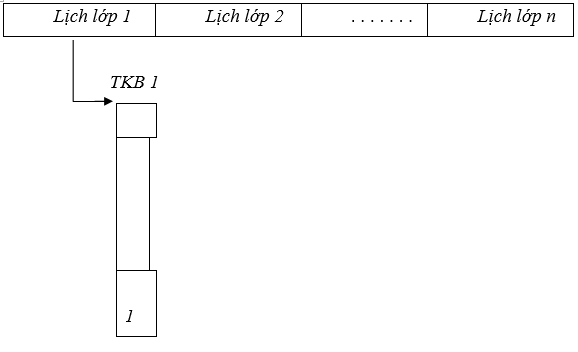 Lịch lớp 1 Lịch lớp 2 . . . . . . . Lịch lớp n
TKB 1
1